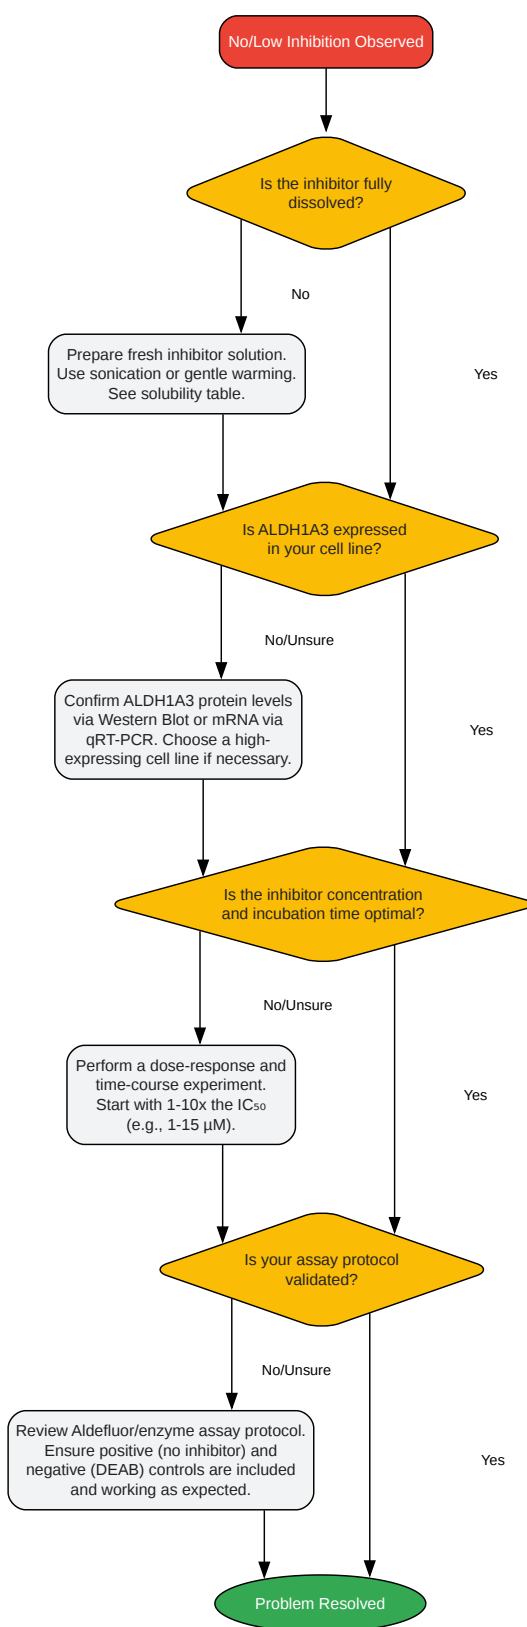 No/Low Inhibition Observed
Is the inhibitor fully
dissolved?
No
Prepare fresh inhibitor solution.
Use sonication or gentle warming.
See solubility table.
Yes
Is ALDH1A3 expressed
in your cell line?
No/Unsure
Confirm ALDH1A3 protein levels
via Western Blot or mRNA via
qRT-PCR. Choose a high-
expressing cell line if necessary.
Yes
Is the inhibitor concentration
and incubation time optimal?
No/Unsure
Perform a dose-response and
time-course experiment.
Start with 1-10x the IC₅₀
(e.g., 1-15 µM).
Yes
Is your assay protocol
validated?
No/Unsure
Review Aldefluor/enzyme assay protocol.
Ensure positive (no inhibitor) and
negative (DEAB) controls are included
and working as expected.
Yes
Problem Resolved